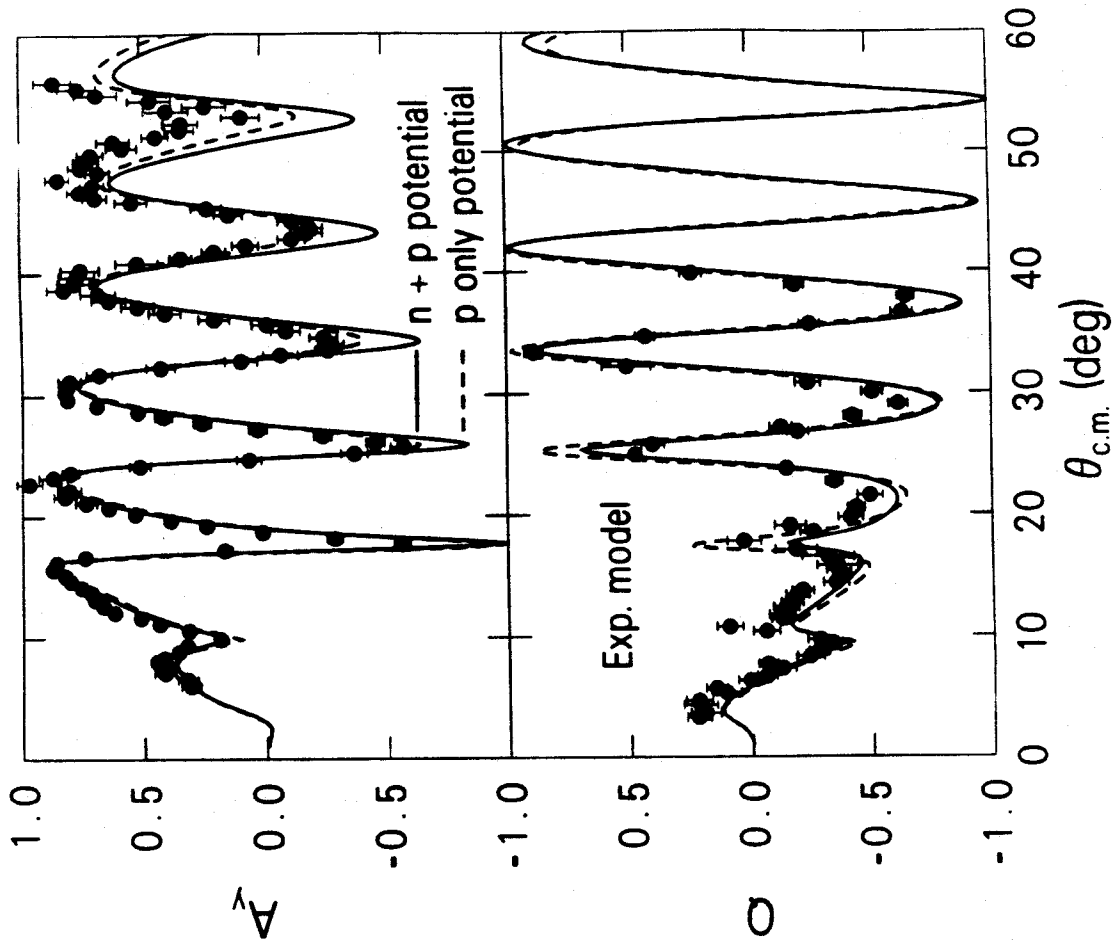 1.0
0.5
0.0
-0.5
A_y
n + p potential
p only potential
-1.0
0.5
0.0
-0.5
-1.0
Q
Exp. model
0 10 20 30 40 50 60
θ_c.m. (deg)